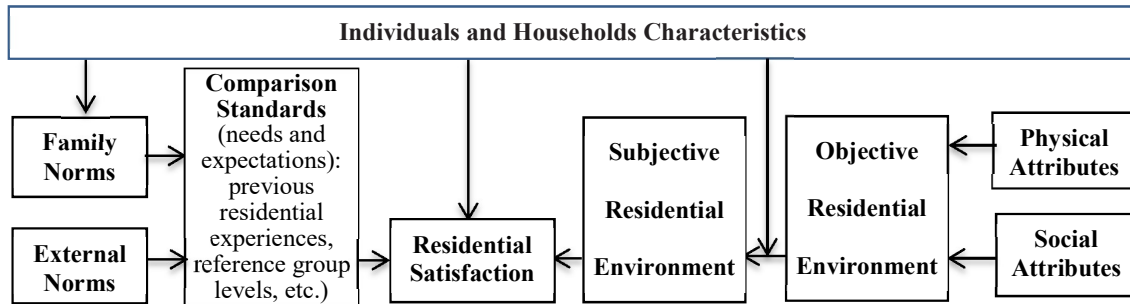 Individuals and Households Characteristics
Family
Norms
External
Norms
Comparison
Standards
(needs and
expectations):
previous
residential
experiences,
reference group
levels, etc.)
Residential
Satisfaction
Subjective
Residential
Environment
Objective
Residential
Environment
Physical
Attributes
Social
Attributes